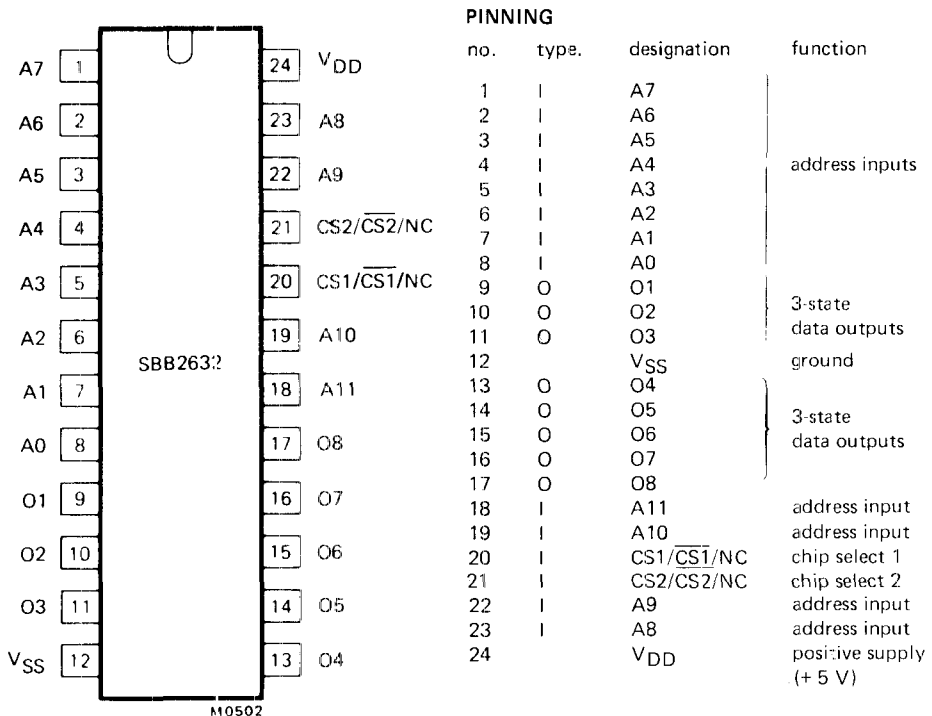 A7 1 24 VDD
A6 2 23 A8
A5 3 22 A9
A4 4 21 CS2/C̅S̅2̅/NC
A3 5 20 CS1/C̅S̅1̅/NC
A2 6 19 A10
SBB2632
A1 7 18 A11
A0 8 17 O8
O1 9 16 O7
O2 10 15 O6
O3 11 14 O5
VSS 12 13 O4
M0502
PINNING
no. type. designation function
1 I A7
2 I A6
3 I A5
4 I A4 address inputs
5 I A3
6 I A2
7 I A1
8 I A0
9 O O1
10 O O2 3-state
11 O O3 data outputs
12 VSS ground
13 O O4
14 O O5 3-state
15 O O6 data outputs
16 O O7
17 O O8
18 I A11 address input
19 I A10 address input
20 I CS1/C̅S̅1̅/NC chip select 1
21 I CS2/C̅S̅2̅/NC chip select 2
22 I A9 address input
23 I A8 address input
24 VDD positive supply
(+ 5 V)